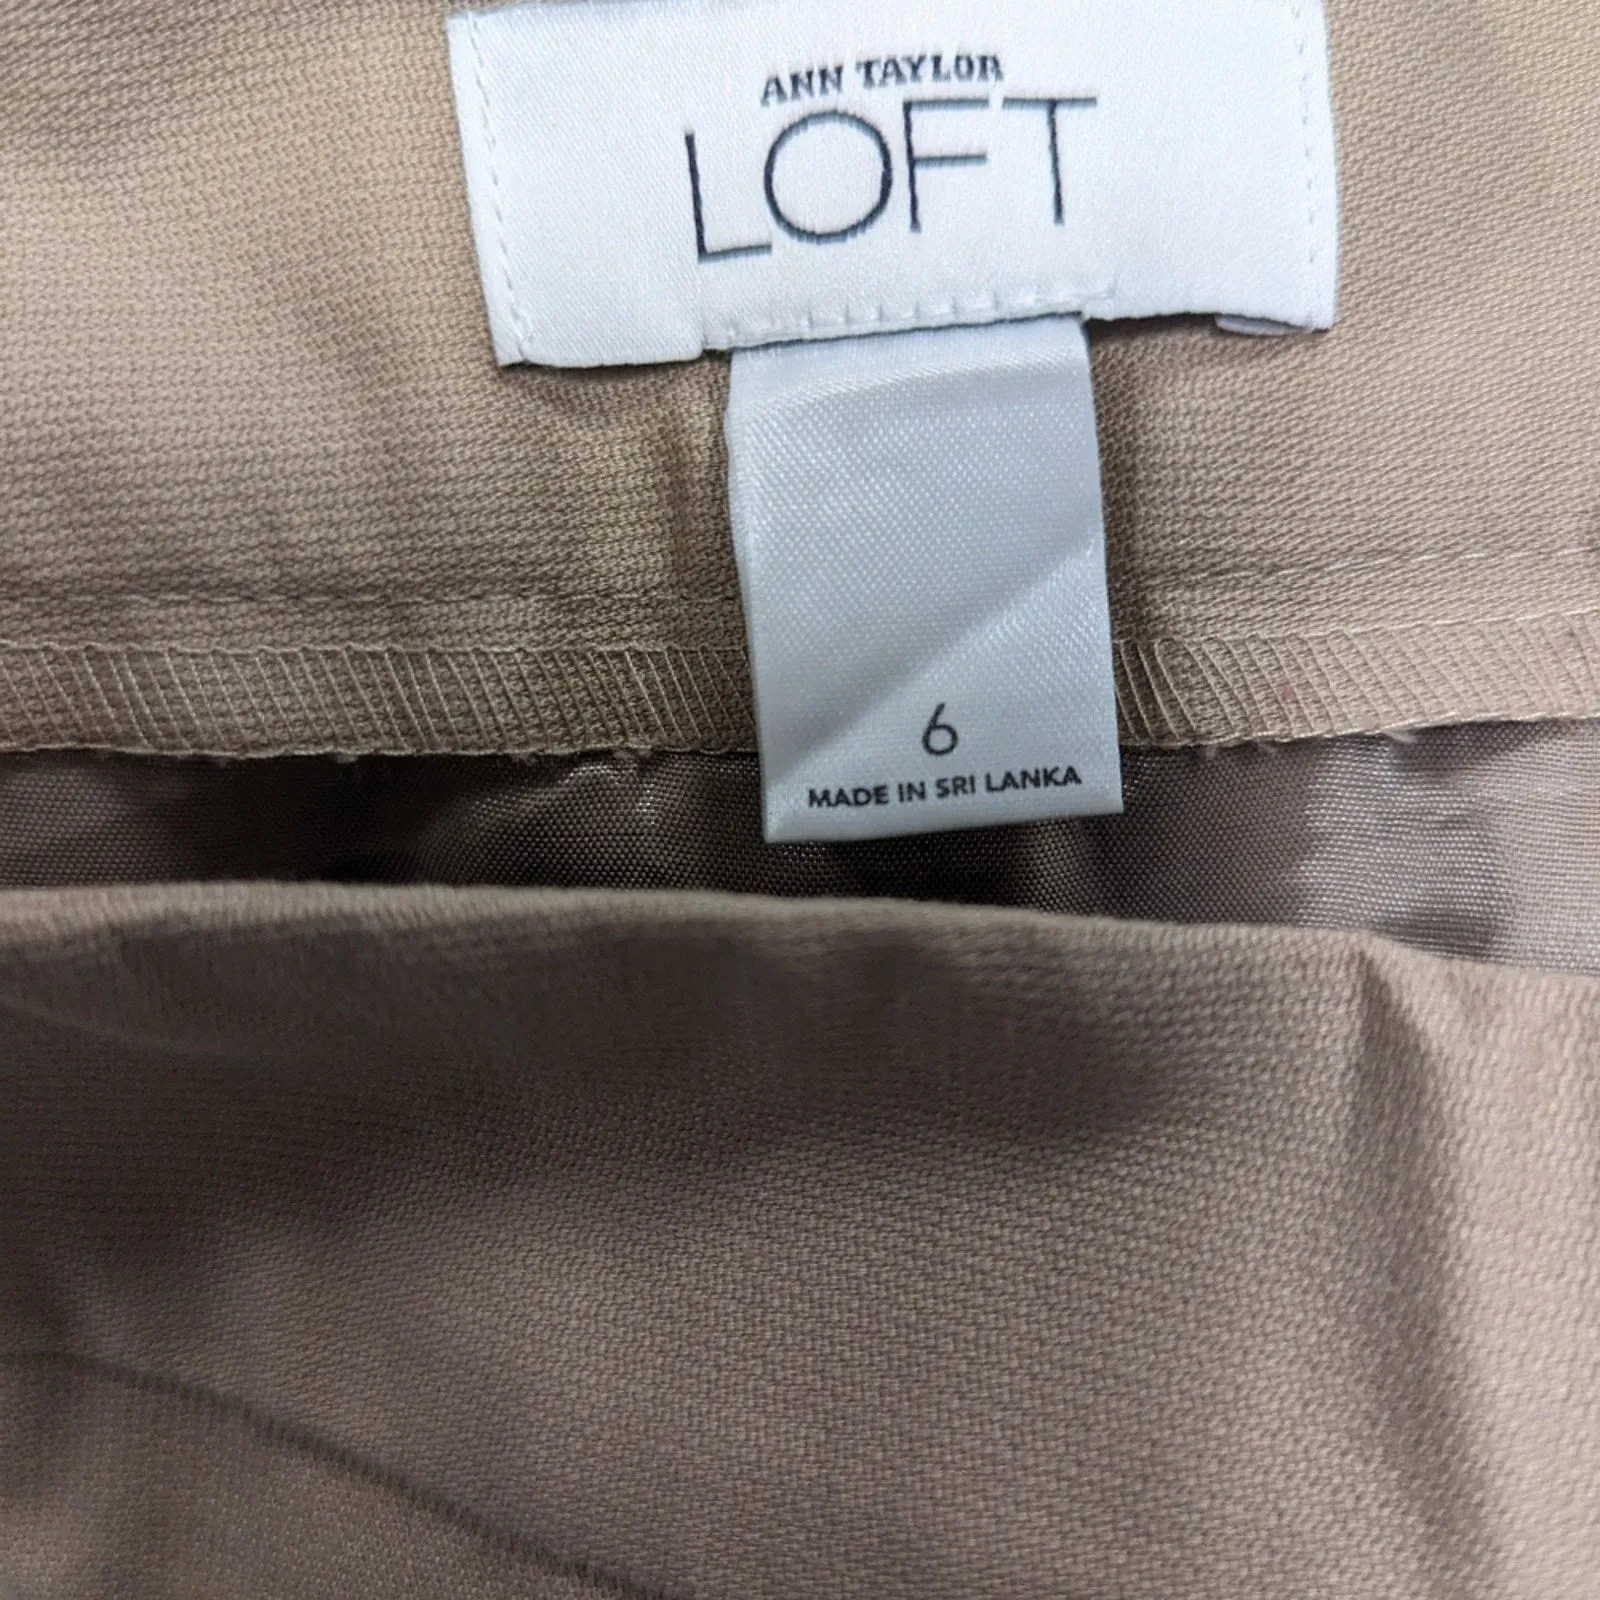 ANN TAYLOR
LOFT
6
MADE IN SRI LANKA